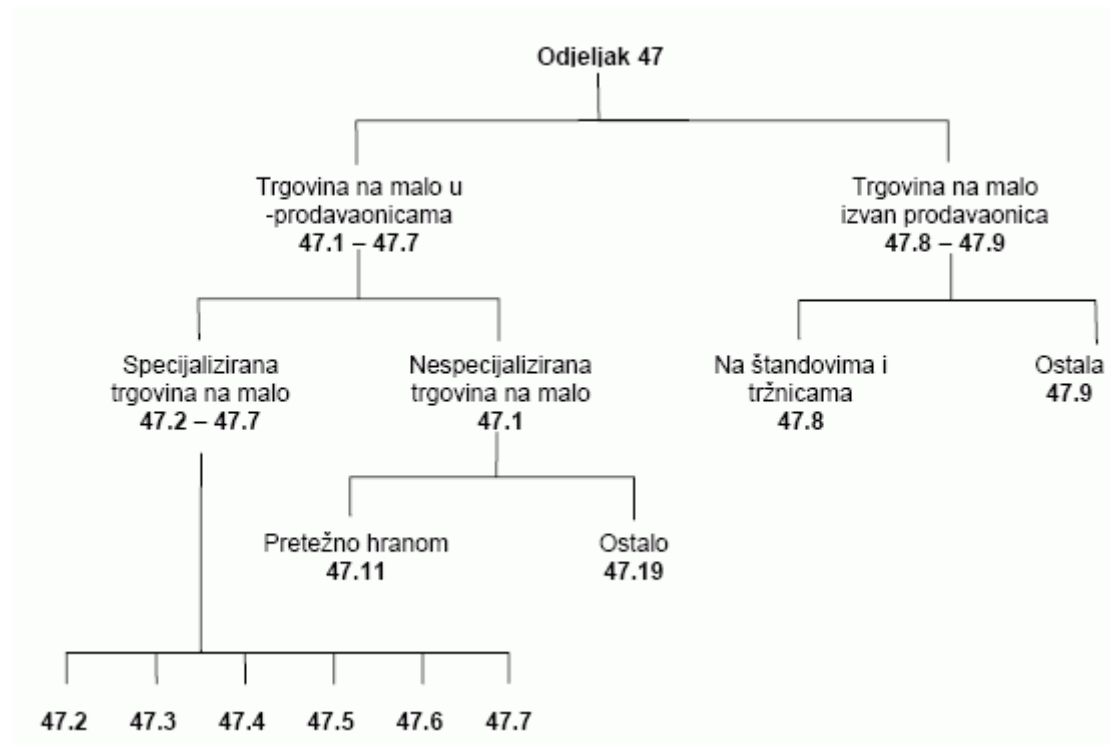 Odjeljak 47
Trgovina na malo u
-prodavaonicama
47.1 – 47.7
Trgovina na malo
izvan prodavaonica
47.8 – 47.9
Specijalizirana
trgovina na malo
47.2 – 47.7
Nespecijalizirana
trgovina na malo
47.1
Na štandovima i
tržnicama
47.8
Ostala
47.9
Pretežno hranom
47.11
Ostalo
47.19
47.2 47.3 47.4 47.5 47.6 47.7